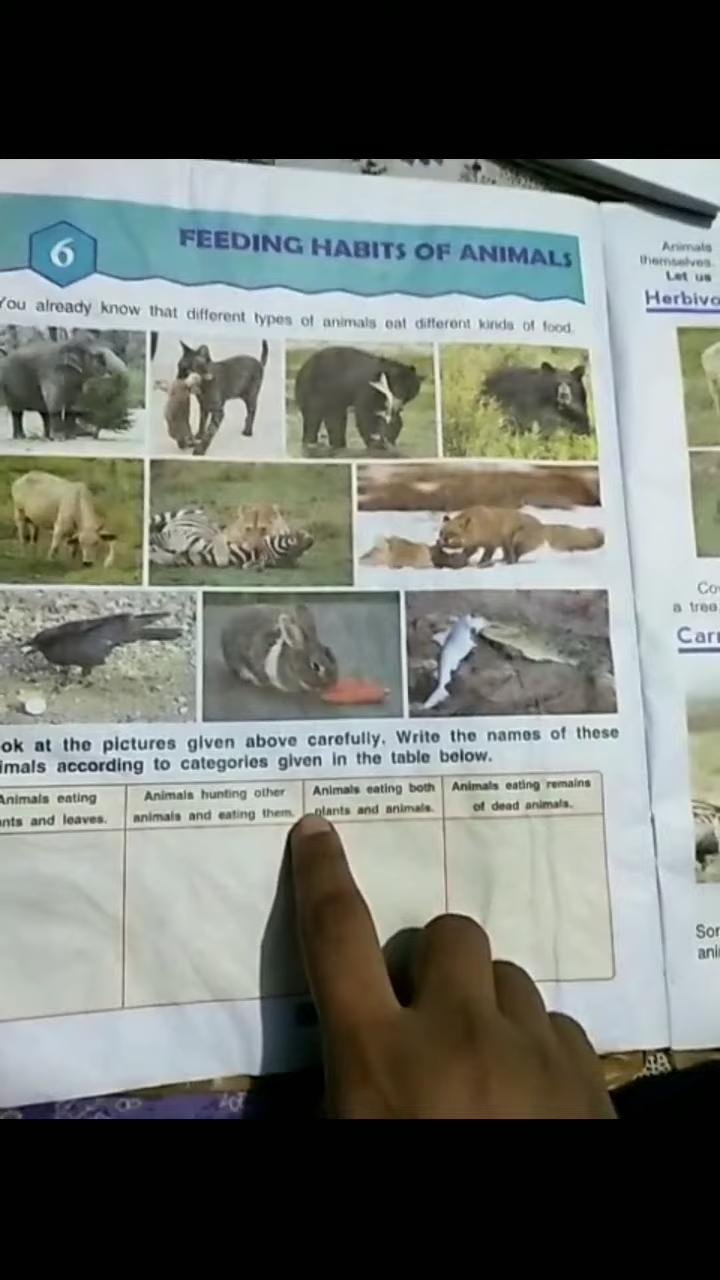 6
FEEDING HABITS OF ANIMALS
You already know that different types of animals eat different kinds of food.
ok at the pictures given above carefully. Write the names of these
imals according to categories given in the table below.
Animals eating
nts and leaves.
Animals hunting other
animals and eating them.
Animals eating both
plants and animals.
Animals eating remains
of dead animals.
Animals
themselves.
Let us
Herbivo
Co
a tree
Carn
Sor
ani